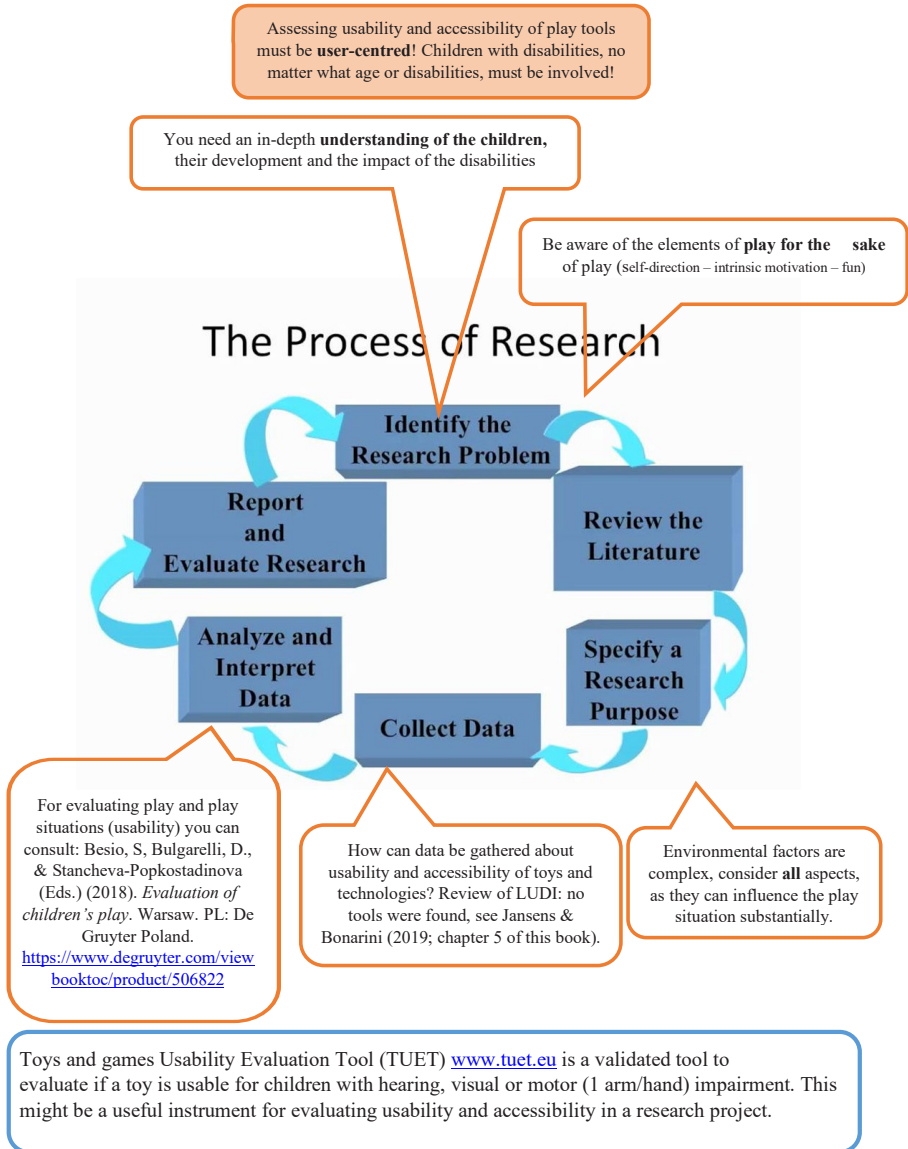 Assessing usability and accessibility of play tools
must be user-centred! Children with disabilities, no
matter what age or disabilities, must be involved!
You need an in-depth understanding of the children,
their development and the impact of the disabilities
Be aware of the elements of play for the sake
of play (self-direction – intrinsic motivation – fun)
The Process of Research
Identify the
Research Problem
Review the
Literature
Specify a
Research
Purpose
Collect Data
Analyze and
Interpret
Data
Report
and
Evaluate Research
For evaluating play and play
situations (usability) you can
consult: Besio, S, Bulgarelli, D.,
& Stancheva-Popkostadinova
(Eds.) (2018). Evaluation of
children’s play. Warsaw. PL: De
Gruyter Poland.
https://www.degruyter.com/view
booktoc/product/506822
How can data be gathered about
usability and accessibility of toys and
technologies? Review of LUDI: no
tools were found, see Jansens &
Bonarini (2019; chapter 5 of this book).
Environmental factors are
complex, consider all aspects,
as they can influence the play
situation substantially.
Toys and games Usability Evaluation Tool (TUET) www.tuet.eu is a validated tool to
evaluate if a toy is usable for children with hearing, visual or motor (1 arm/hand) impairment. This
might be a useful instrument for evaluating usability and accessibility in a research project.